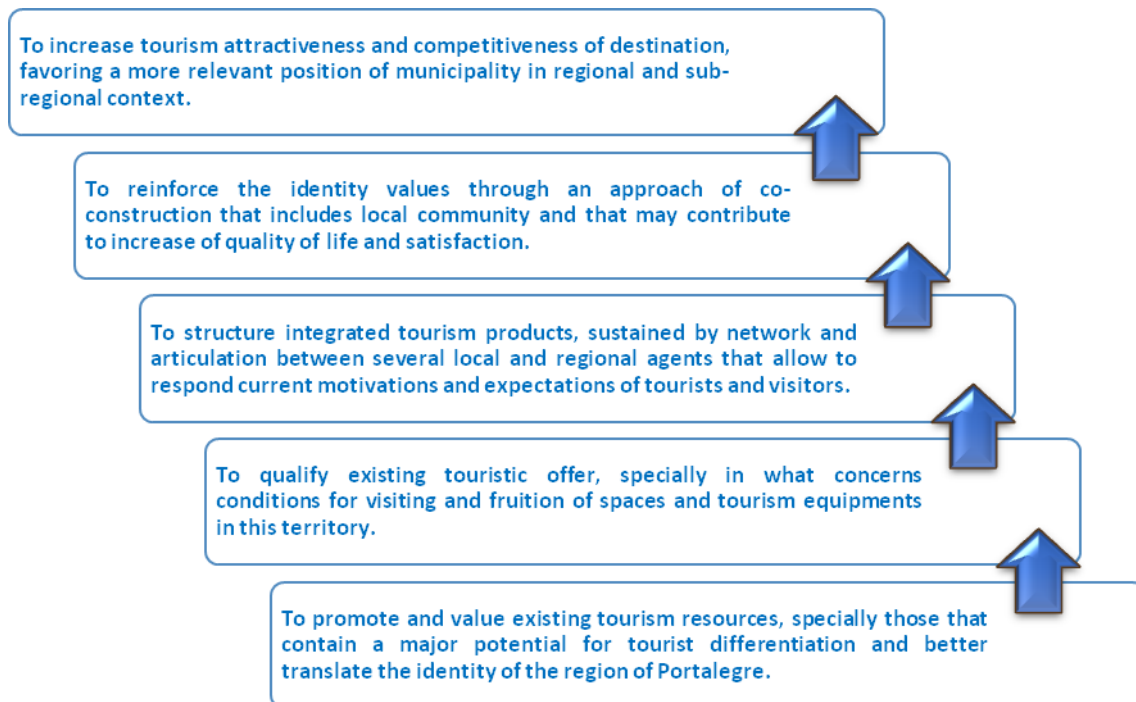 To increase tourism attractiveness and competitiveness of destination,
favoring a more relevant position of municipality in regional and sub-
regional context.
To reinforce the identity values through an approach of co-
construction that includes local community and that may contribute
to increase of quality of life and satisfaction.
To structure integrated tourism products, sustained by network and
articulation between several local and regional agents that allow to
respond current motivations and expectations of tourists and visitors.
To qualify existing touristic offer, specially in what concerns
conditions for visiting and fruition of spaces and tourism equipments
in this territory.
To promote and value existing tourism resources, specially those that
contain a major potential for tourist differentiation and better
translate the identity of the region of Portalegre.